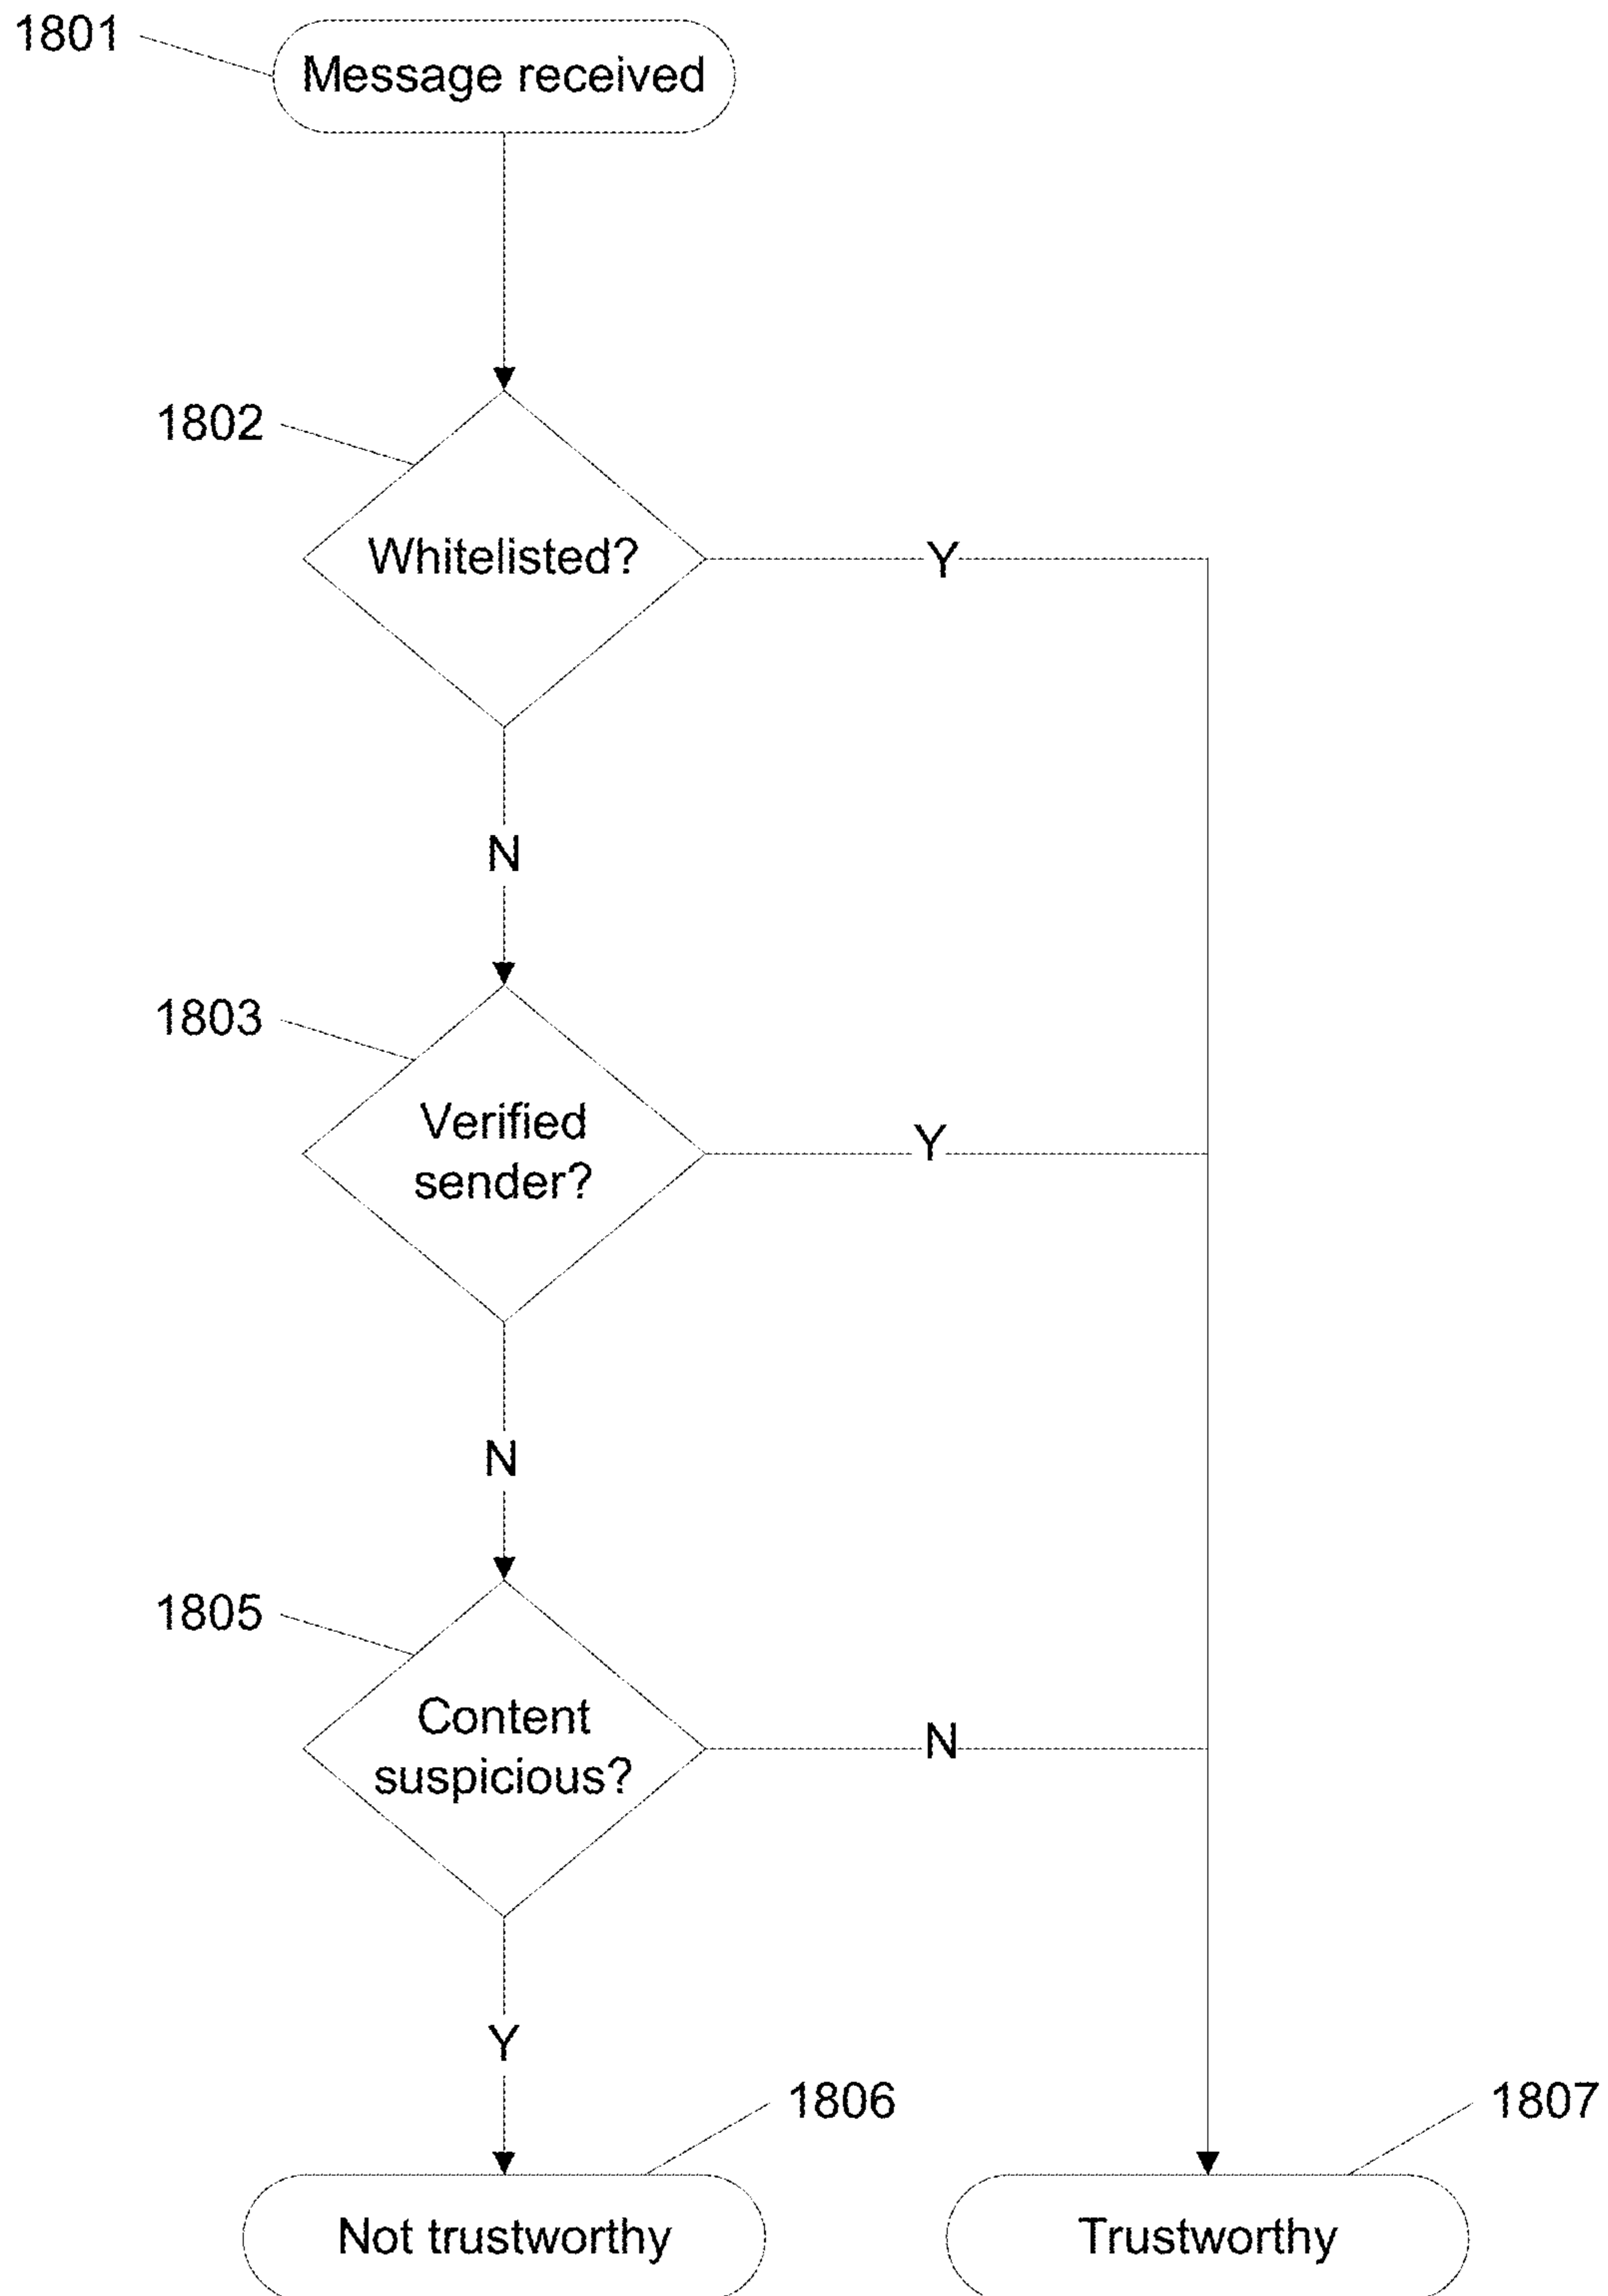 1801
Message received
1802
Whitelisted?
Y
N
1803
Verified
sender?
Y
N
1805
Content
suspicious?
N
Y
1806
1807
Not trustworthy
Trustworthy